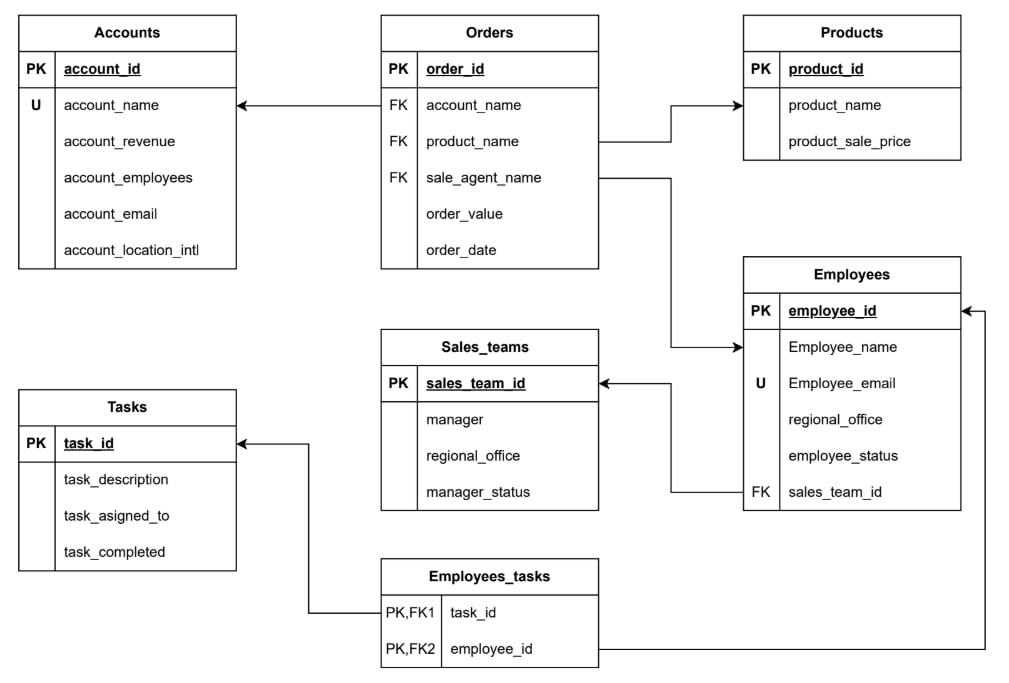 Accounts
PK account_id
U account_name
account_revenue
account_employees
account_email
account_location_intl
Orders
PK order_id
FK account_name
FK product_name
FK sale_agent_name
order_value
order_date
Products
PK product_id
product_name
product_sale_price
Employees
PK employee_id
Employee_name
U Employee_email
regional_office
employee_status
FK sales_team_id
Sales_teams
PK sales_team_id
manager
regional_office
manager_status
Tasks
PK task_id
task_description
task_asigned_to
task_completed
Employees_tasks
PK,FK1 task_id
PK,FK2 employee_id